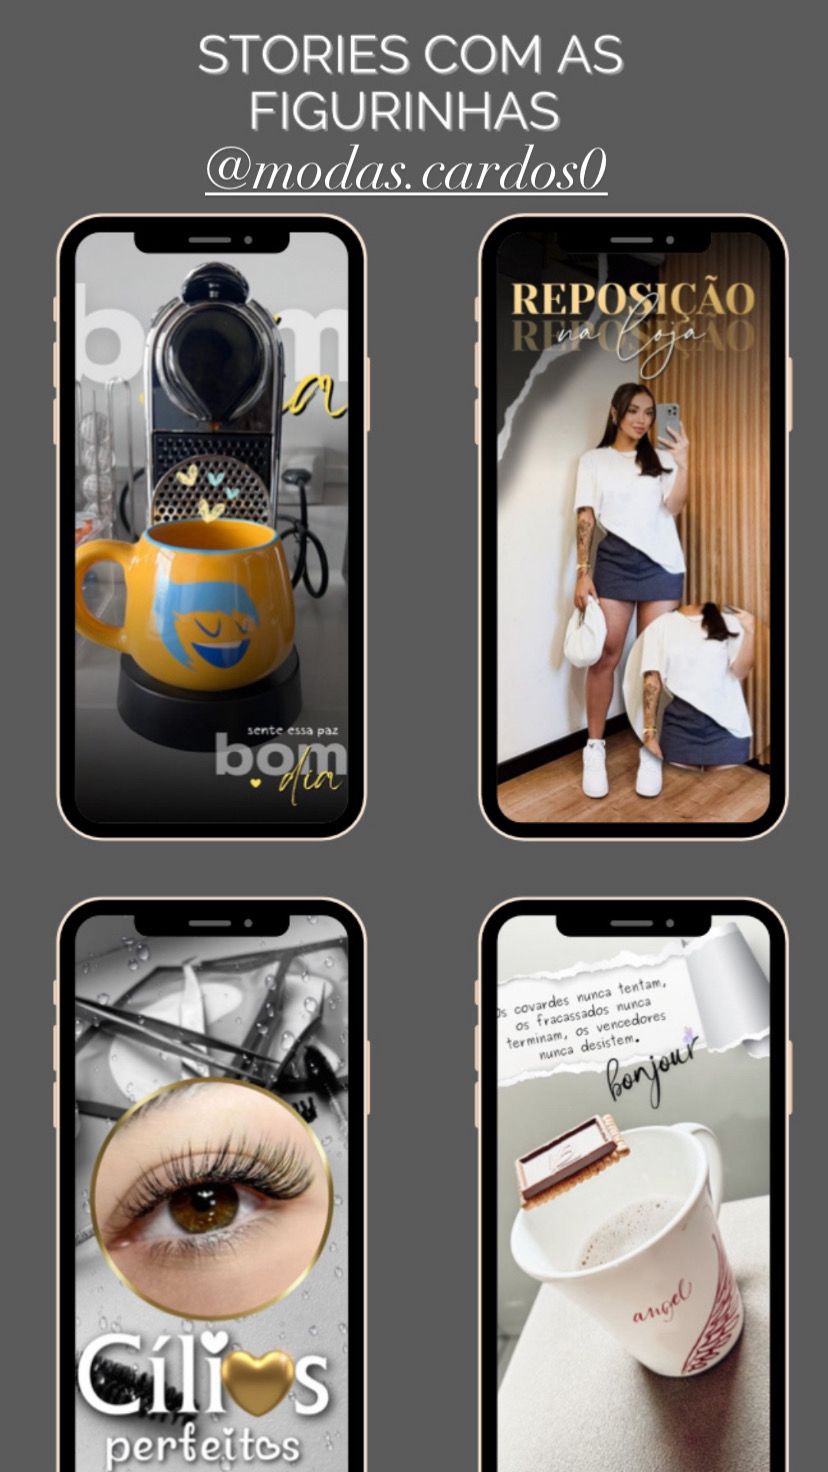 STORIES COM AS
FIGURINHAS
@modas.cardos0
bom
sente essa paz
bom
dia
REPOSIÇÃO
REPOSIÇÃO
na loja
Cílios
perfeitos
os covardes nunca tentam,
os fracassados nunca
terminam, os vencedores
nunca desistem.
bonjour
angel